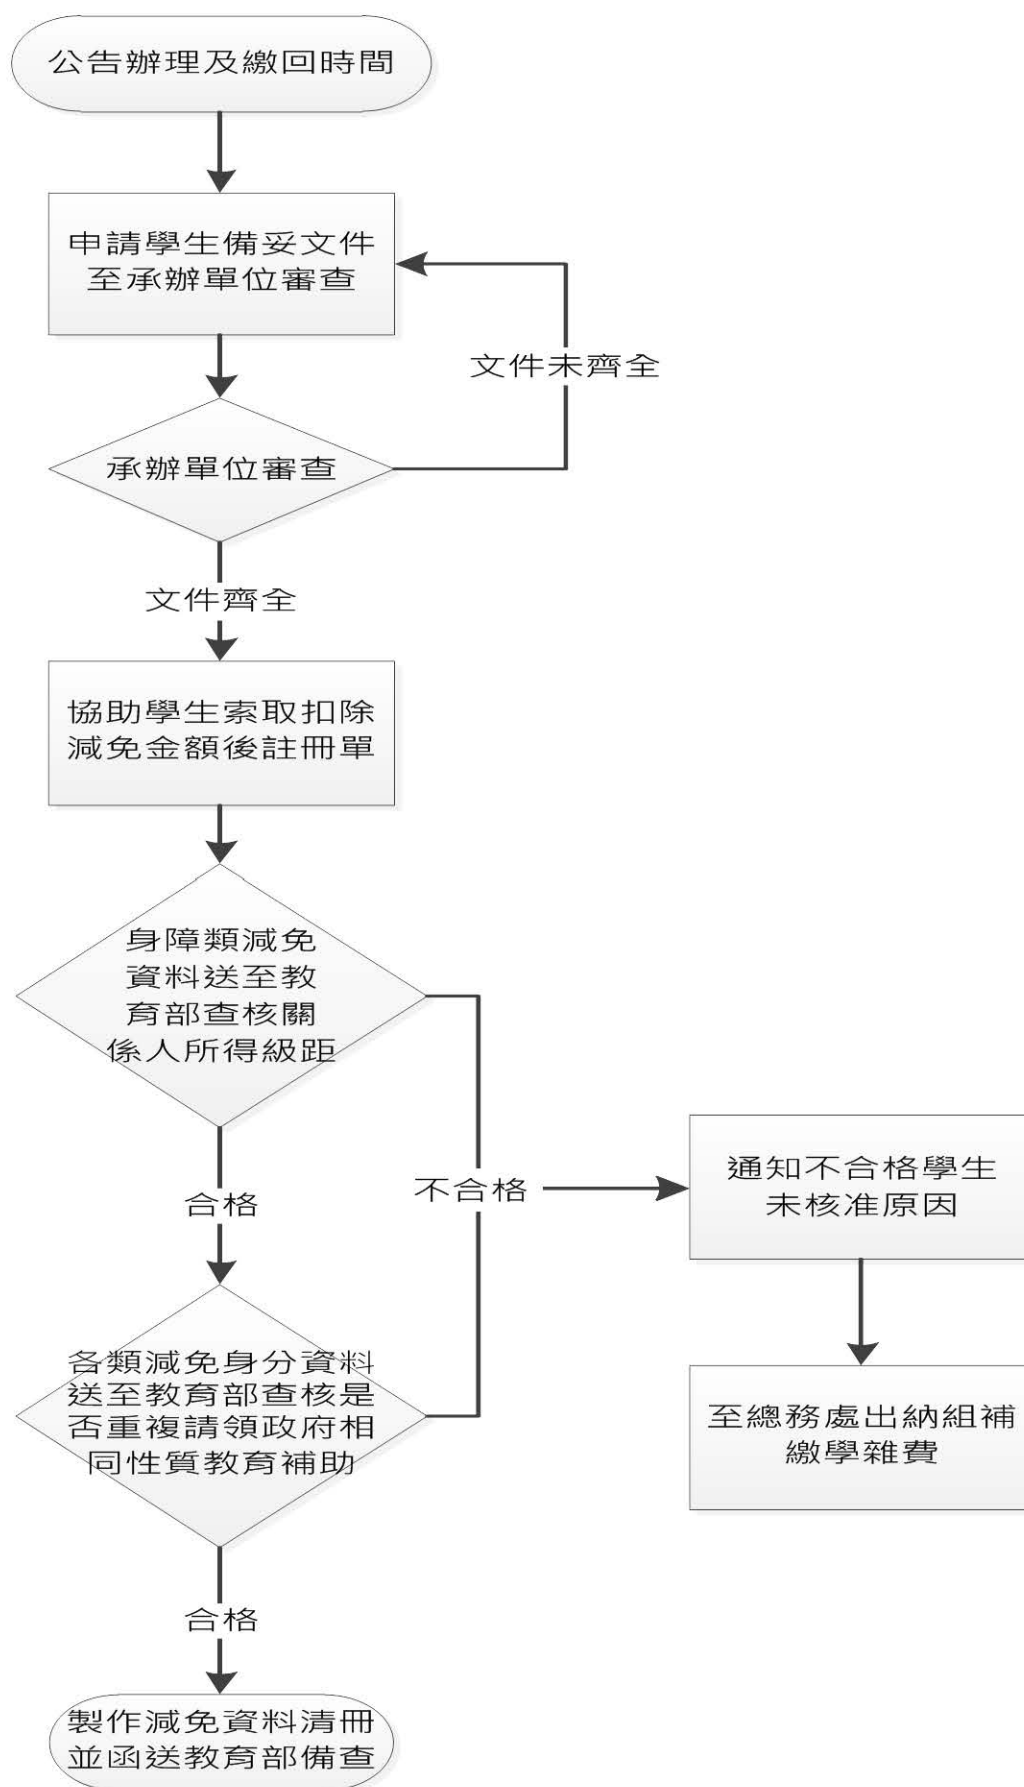 公告辦理及繳回時間
申請學生備妥文件
至承辦單位審查
文件未齊全
承辦單位審查
文件齊全
協助學生索取扣除
減免金額後註冊單
身障類減免
資料送至教
育部查核關
係人所得級距
不合格
通知不合格學生
未核准原因
合格
至總務處出納組補
繳學雜費
各類減免身分資料
送至教育部查核是
否重複請領政府相
同性質教育補助
合格
製作減免資料清冊
並函送教育部備查